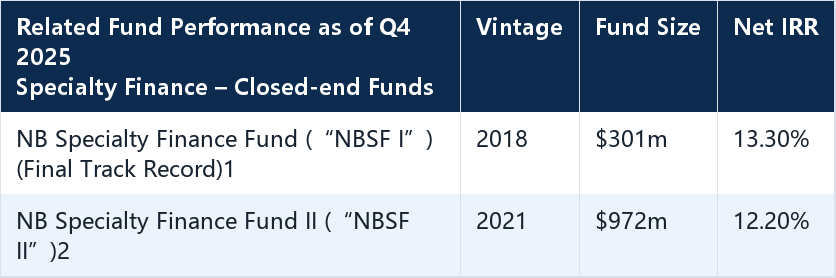 Related Fund Performance as of Q4
2025
Specialty Finance – Closed-end Funds
Vintage
Fund Size
Net IRR
NB Specialty Finance Fund (“NBSF I”)
(Final Track Record)1
2018
$301m
13.30%
NB Specialty Finance Fund II (“NBSF
II”)2
2021
$972m
12.20%